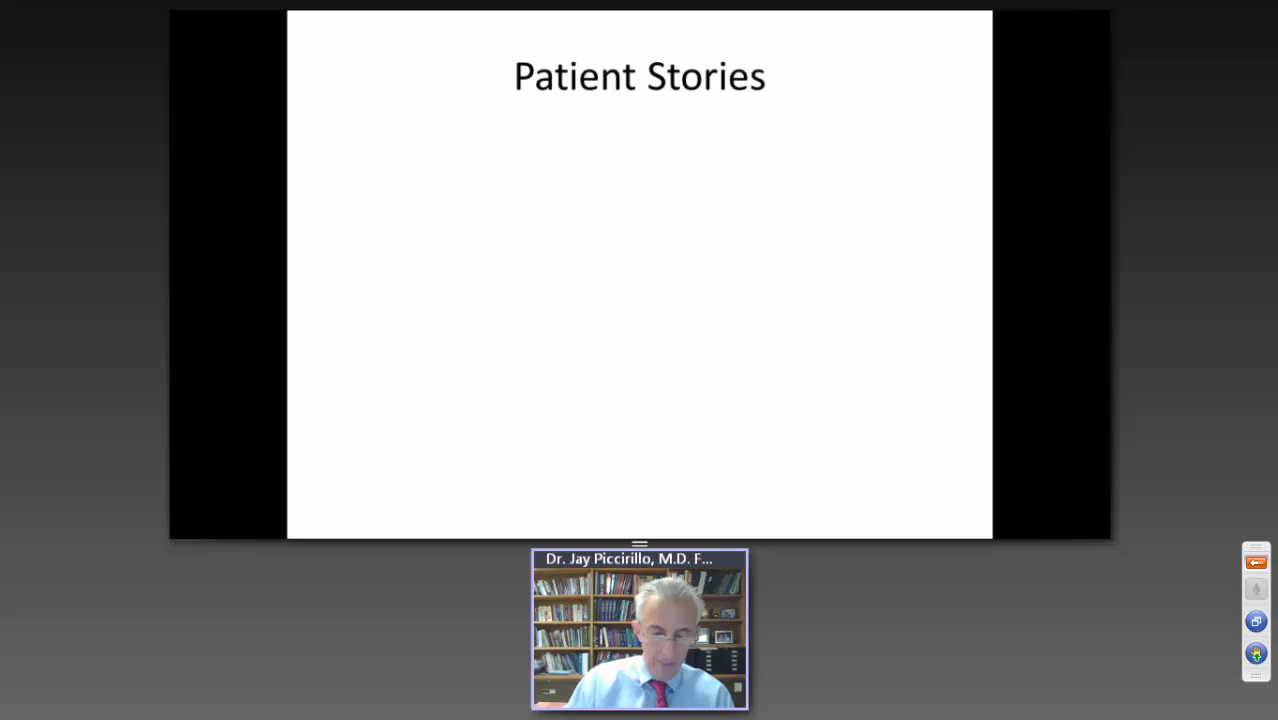 Patient Stories
Dr. Jay Piccirillo, M.D. F...